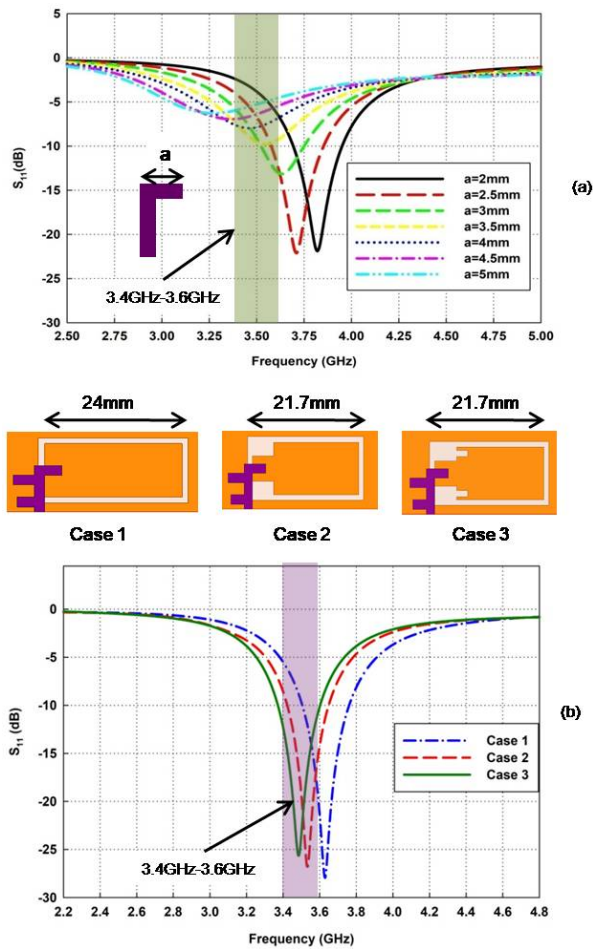 5
0
-5
-10
-15
-20
-25
-30
S11(dB)
a
3.4GHz-3.6GHz
a=2mm
a=2.5mm
a=3mm
a=3.5mm
a=4mm
a=4.5mm
a=5mm
(a)
2.50 2.75 3.00 3.25 3.50 3.75 4.00 4.25 4.50 4.75 5.00
Frequency (GHz)
24mm 21.7mm 21.7mm
Case 1 Case 2 Case 3
0
-5
-10
-15
-20
-25
-30
S11 (dB)
3.4GHz-3.6GHz
Case 1
Case 2
Case 3
(b)
2.2 2.4 2.6 2.8 3.0 3.2 3.4 3.6 3.8 4.0 4.2 4.4 4.6 4.8
Frequency (GHz)